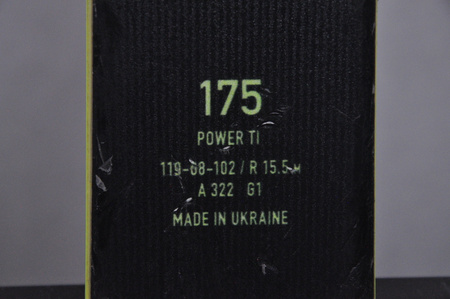 175
POWER TI
119-68-102 / R 15.5 M
A 322 G1
MADE IN UKRAINE